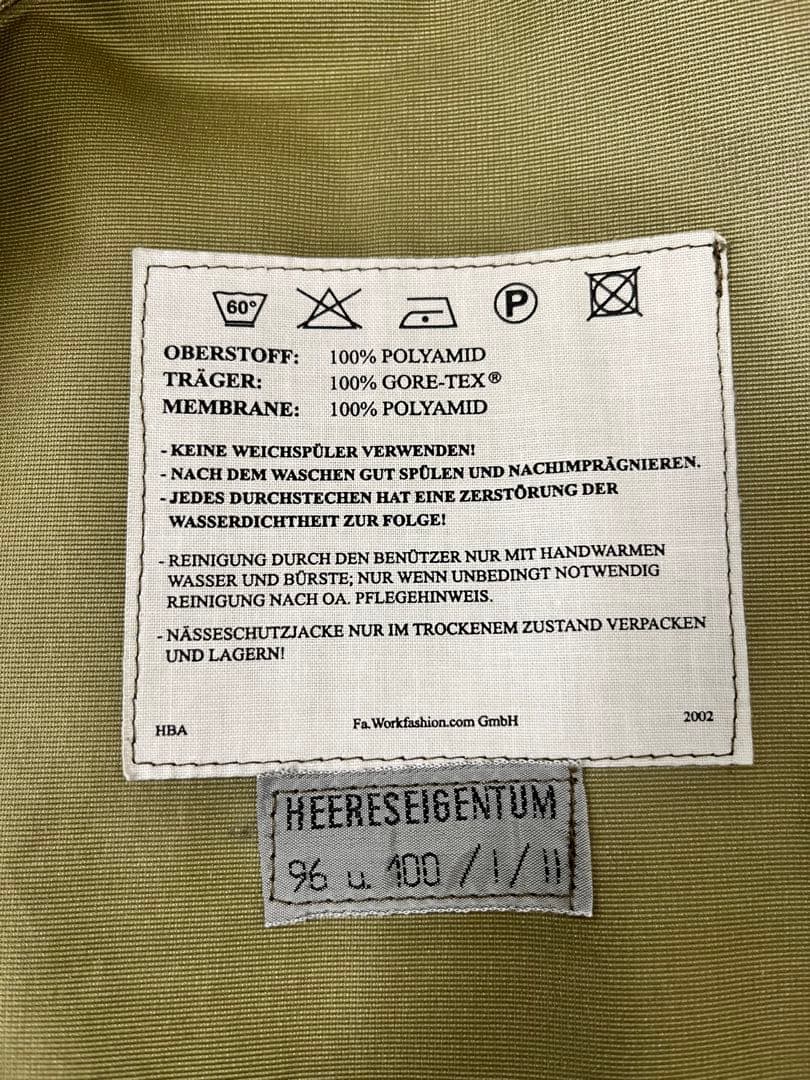 60°
P
OBERSTOFF: 100% POLYAMID
TRÄGER: 100% GORE-TEX®
MEMBRANE: 100% POLYAMID
- KEINE WEICHSPÜLER VERWENDEN!
- NACH DEM WASCHEN GUT SPÜLEN UND NACHIMPRÄGNIEREN.
- JEDES DURCHSTECHEN HAT EINE ZERSTÖRUNG DER
WASSERDICHTHEIT ZUR FOLGE!
- REINIGUNG DURCH DEN BENÜTZER NUR MIT HANDWARMEN
WASSER UND BÜRSTE; NUR WENN UNBEDINGT NOTWENDIG
REINIGUNG NACH OA. PFLEGEHINWEIS.
- NÄSSESCHUTZJACKE NUR IM TROCKENEM ZUSTAND VERPACKEN
UND LAGERN!
HBA Fa.Workfashion.com GmbH 2002
HEERESEIGENTUM
96 u. 100 / I / II